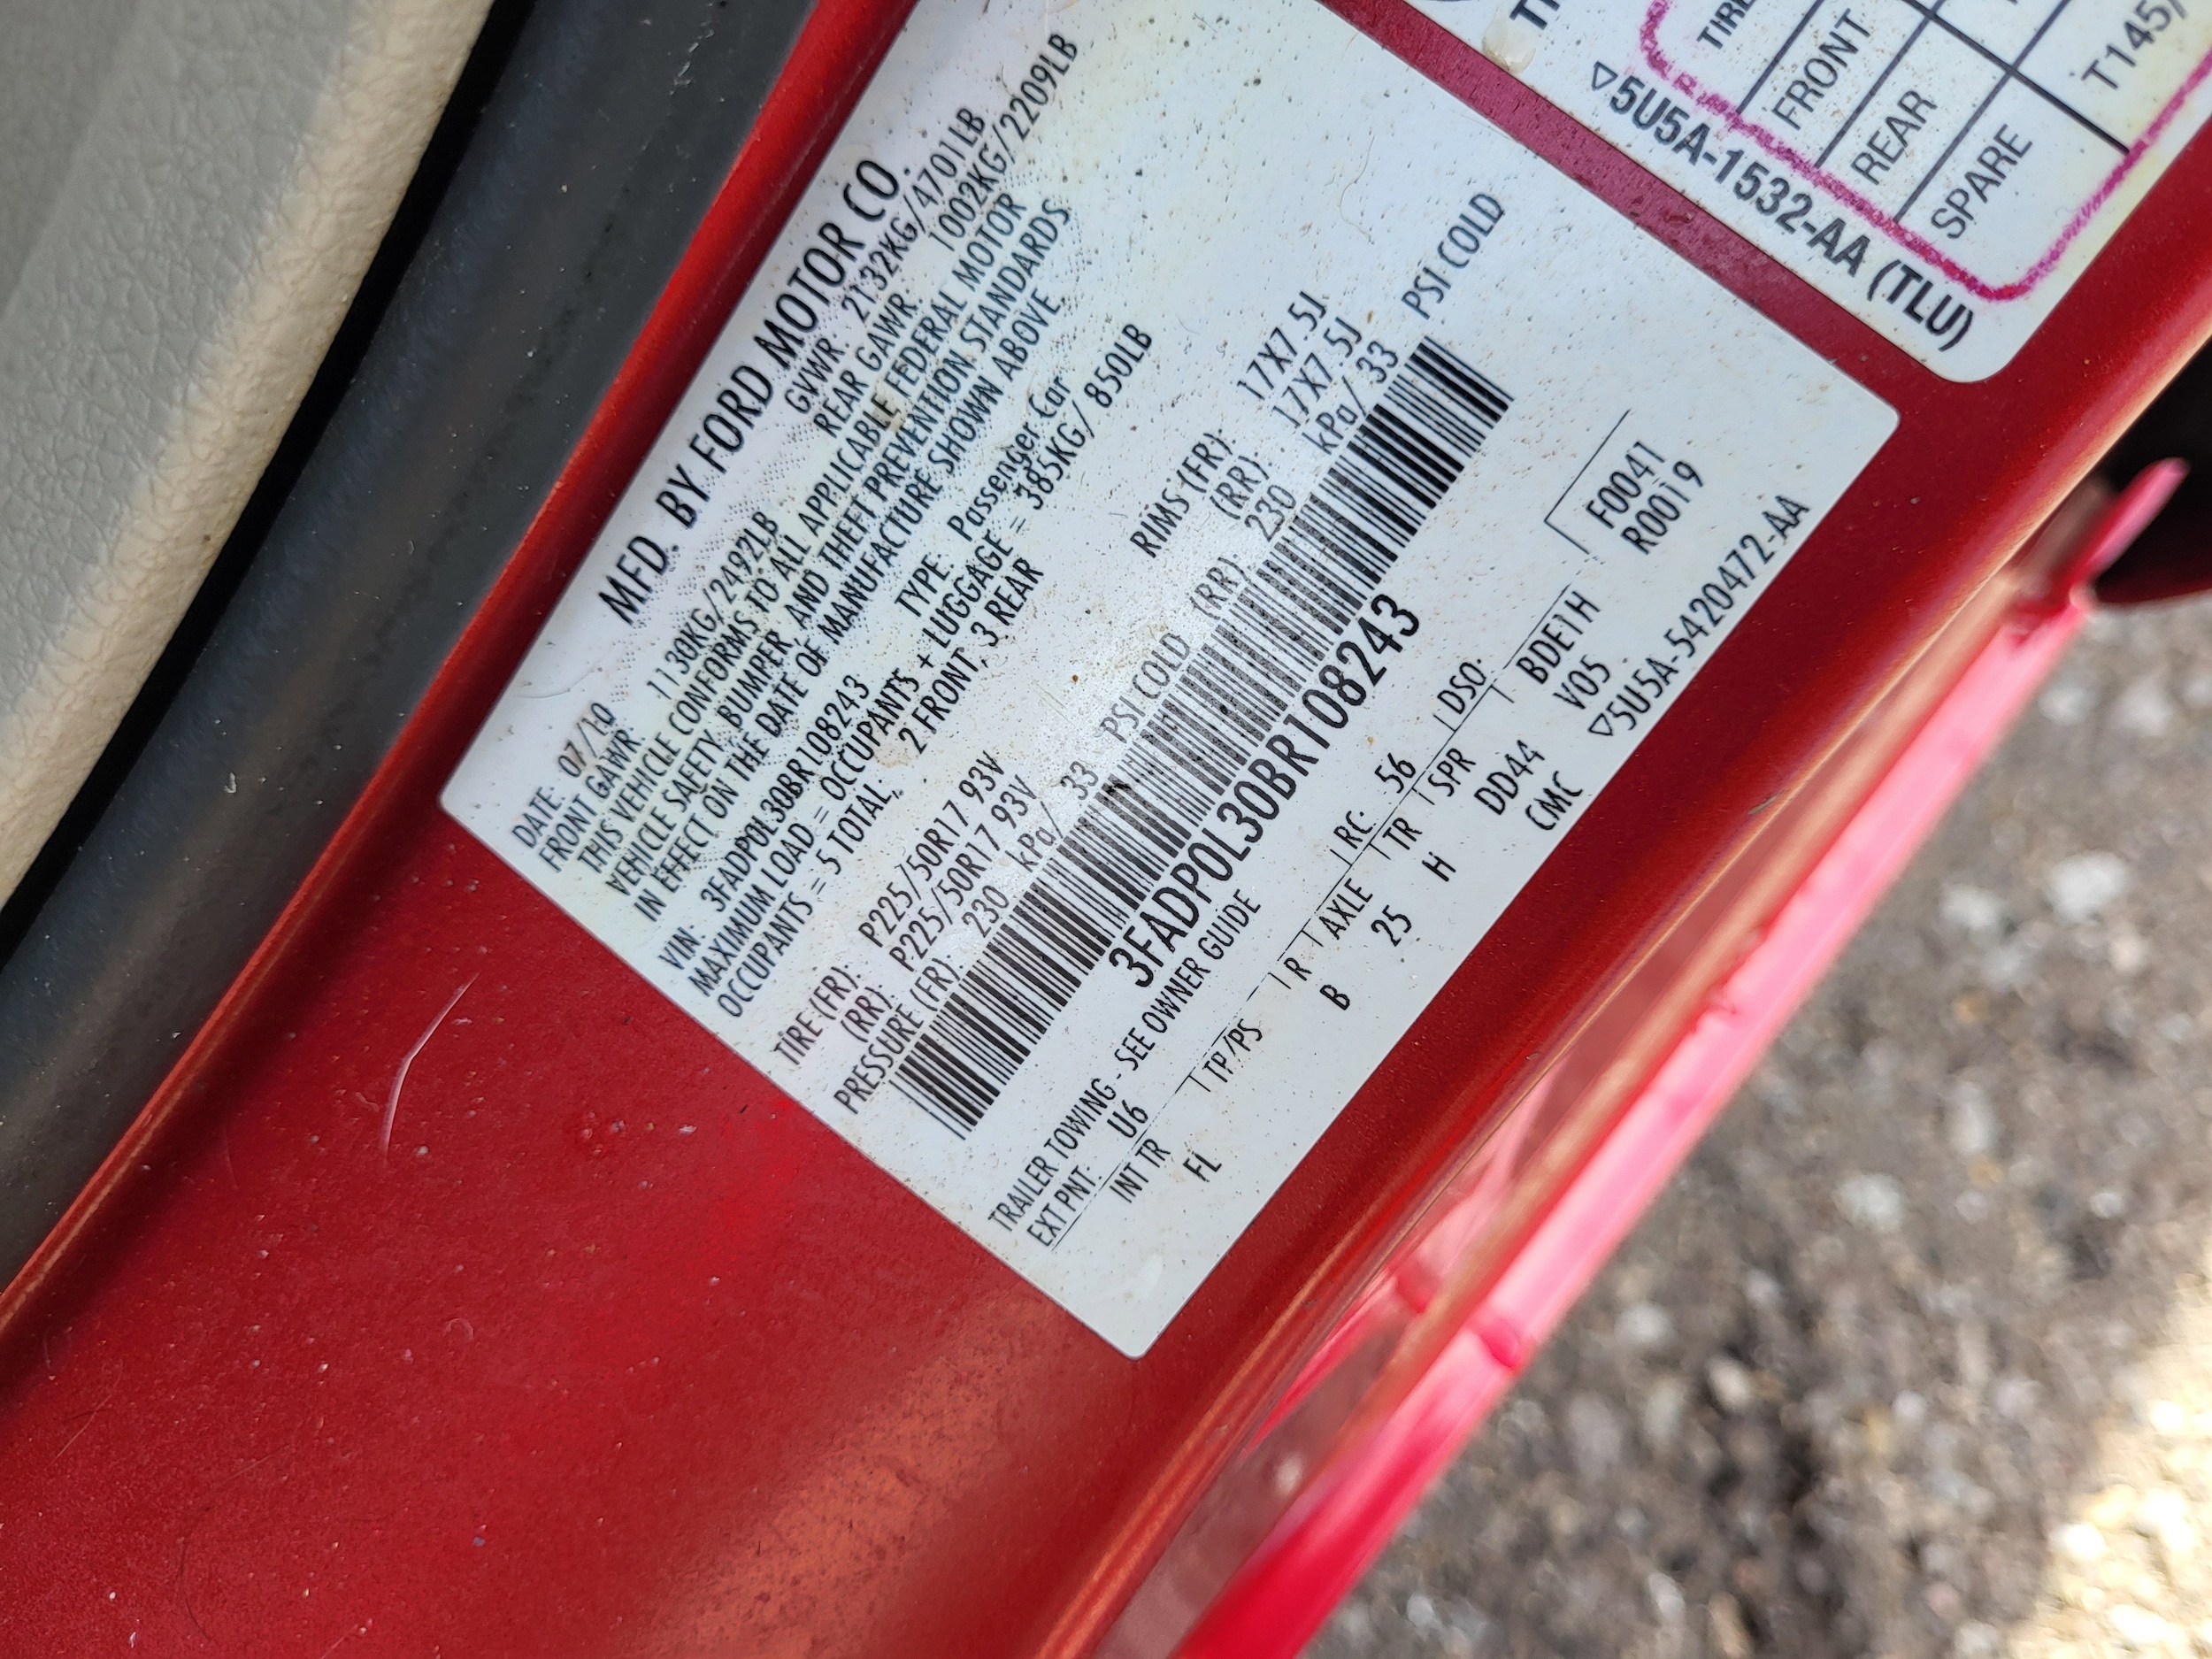 MFD. BY FORD MOTOR CO.
DATE: 07/10 GVWR: 2132KG/4701LB
FRONT GAWR 1130KG/2492LB REAR GAWR: 1002KG/2209LB
THIS VEHICLE CONFORMS TO ALL APPLICABLE FEDERAL MOTOR
VEHICLE SAFETY, BUMPER, AND THEFT PREVENTION STANDARDS
IN EFFECT ON THE DATE OF MANUFACTURE SHOWN ABOVE.
VIN: 3FADP0L30BR108243 TYPE: Passenger Car
MAXIMUM LOAD = OCCUPANTS + LUGGAGE = 385KG/ 850LB
OCCUPANTS = 5 TOTAL, 2 FRONT, 3 REAR
TIRE (FR): P225/50R17 93V RIMS (FR): 17X7.5J
(RR): P225/50R17 93V (RR): 17X7.5J
PRESSURE (FR): 230 kPa/ 33 PSI COLD (RR) 230 kPa/ 33 PSI COLD
3FADP0L30BR108243
TRAILER TOWING - SEE OWNER GUIDE
EXT PNT: U6 RC: 56 DSO:
INT TR TP/PS R AXLE TR SPR BDE1H F0041
FL B 25 H DD44 V05 R0019
CMC
▽5U5A-5420472-AA
TIRE
FRONT
REAR
SPARE T145/
▽5U5A-1532-AA (TLU)